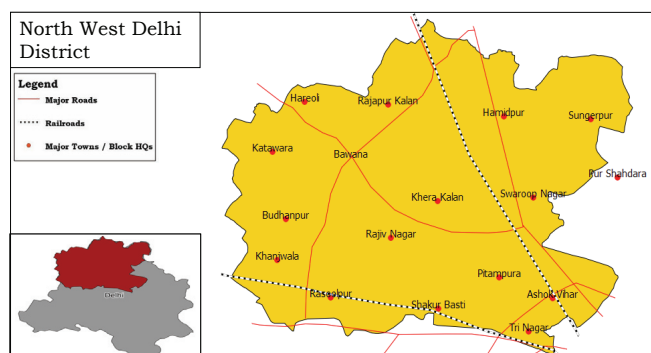 North West Delhi
District
Legend
Major Roads
Railroads
Major Towns / Block HQs
Delhi
Hareoli
Rajapur Kalan
Hamidpur
Sungerpur
Katawara
Bawana
Pur Shahdara
Khera Kalan
Swaroop Nagar
Budhanpur
Rajiv Nagar
Khanjwala
Pitampura
Rasoolpur
Ashok Vihar
Shakur Basti
Tri Nagar